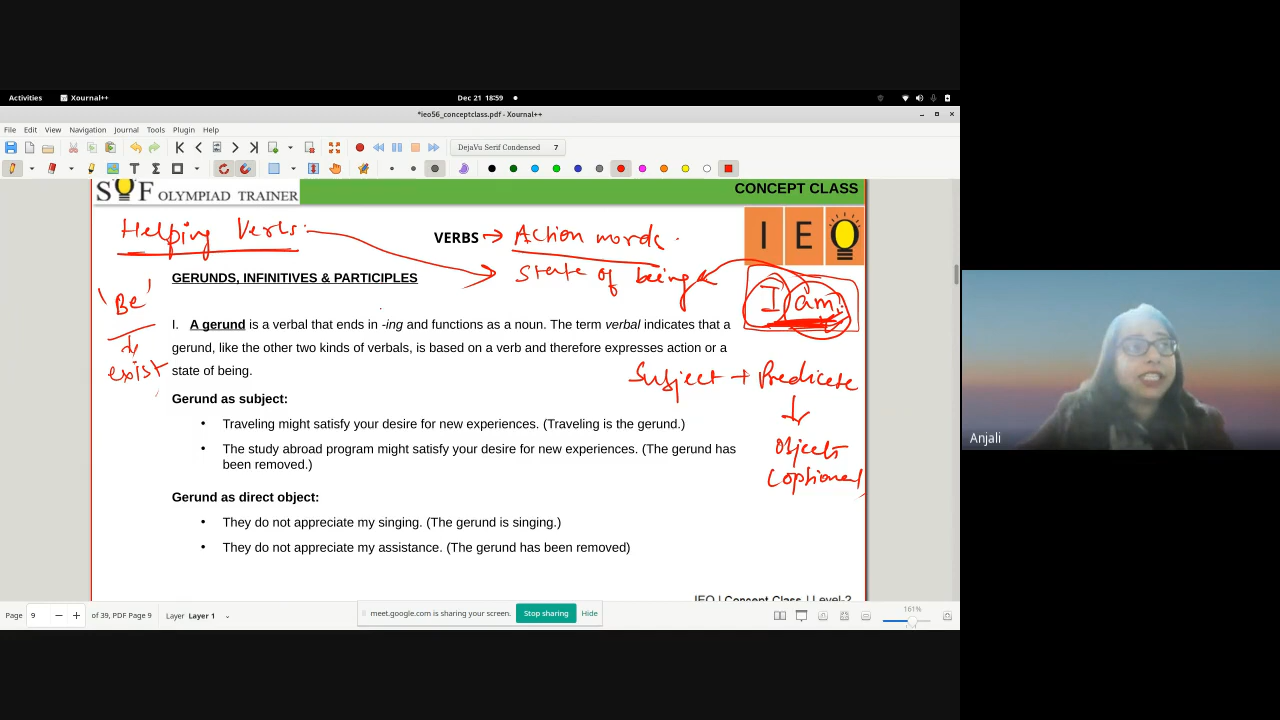 Activities Xournal++ Dec 21 18:59
*ieo56_conceptclass.pdf - Xournal++
File Edit View Navigation Journal Tools Plugin Help
DejaVu Serif Condensed 7
SOF OLYMPIAD TRAINER CONCEPT CLASS
Helping Verbs VERBS → Action words. I E
State of being
I am.
GERUNDS, INFINITIVES & PARTICIPLES
'Be'
exist
I. A gerund is a verbal that ends in -ing and functions as a noun. The term verbal indicates that a
gerund, like the other two kinds of verbals, is based on a verb and therefore expresses action or a
state of being.
Subject + Predicate
Objects
(optional)
Gerund as subject:
• Traveling might satisfy your desire for new experiences. (Traveling is the gerund.)
• The study abroad program might satisfy your desire for new experiences. (The gerund has
been removed.)
Gerund as direct object:
• They do not appreciate my singing. (The gerund is singing.)
• They do not appreciate my assistance. (The gerund has been removed)
IEO | Concept Class | Level-2
Page 9 of 39, PDF Page 9 Layer Layer 1
meet.google.com is sharing your screen. Stop sharing Hide
161%
Anjali